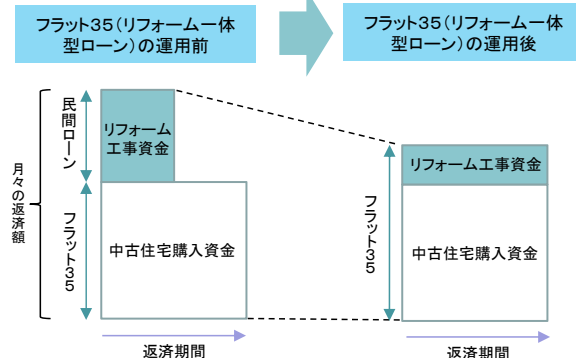 フラット35（リフォーム一体
型ローン）の運用前
フラット35（リフォーム一体
型ローン）の運用後
月々の返済額
民間ローン
フラット35
リフォーム
工事資金
中古住宅購入資金
返済期間
フラット35
リフォーム工事資金
中古住宅購入資金
返済期間